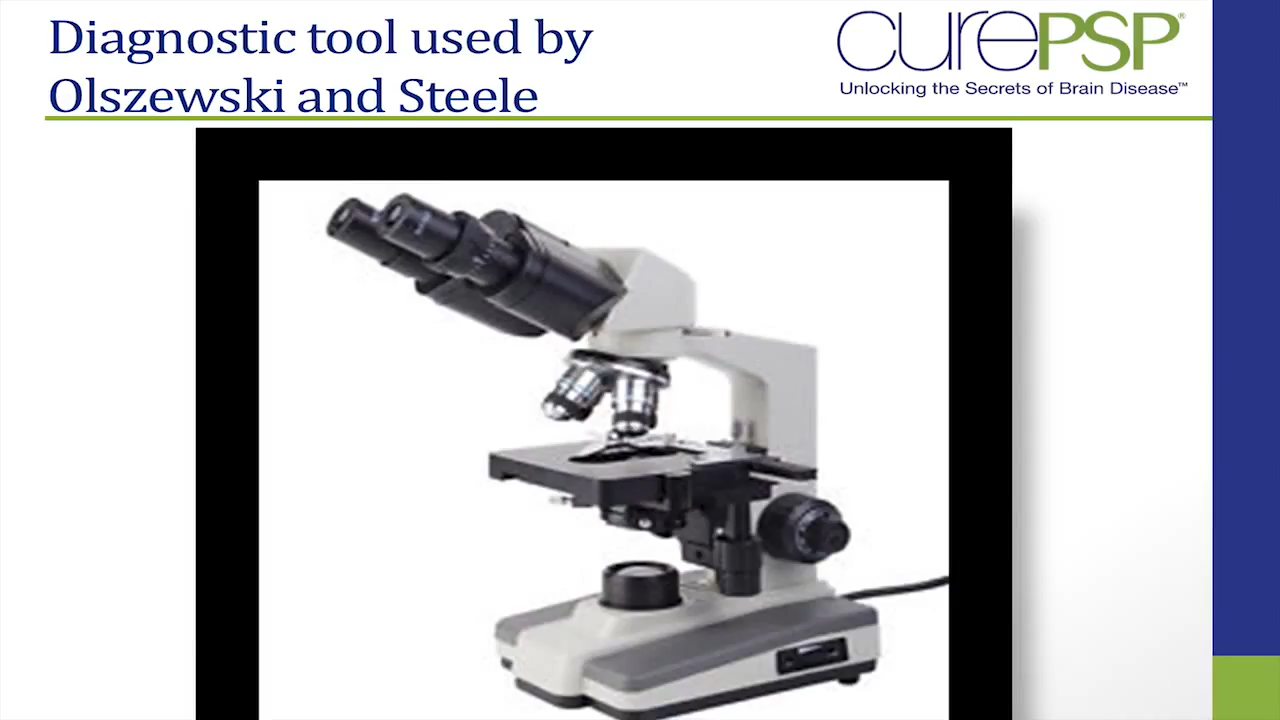 Diagnostic tool used by
Olszewski and Steele
curePSP®
Unlocking the Secrets of Brain Disease™